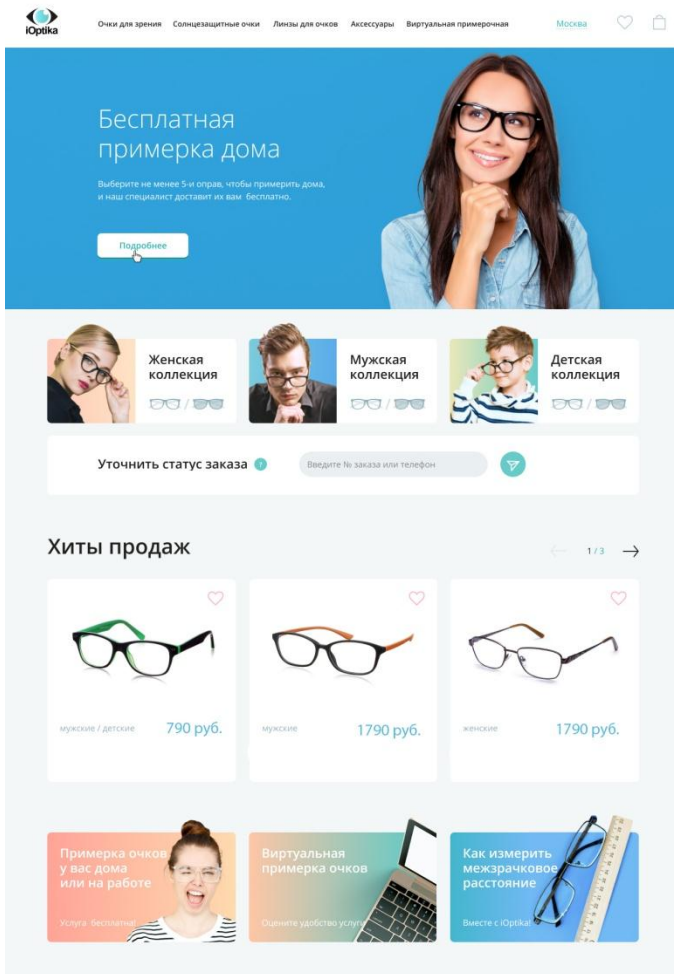 iOptika
Очки для зрения Солнцезащитные очки Линзы для очков Аксессуары Виртуальная примерочная Москва
Бесплатная
примерка дома
Выберите не менее 5-и оправ, чтобы примерить дома,
и наш специалист доставит их вам бесплатно.
Подробнее
Женская
коллекция
/
Мужская
коллекция
/
Детская
коллекция
/
Уточнить статус заказа
Введите № заказа или телефон
Хиты продаж
1 / 3
мужские / детские 790 руб.
мужские 1790 руб.
женские 1790 руб.
Примерка очков
у вас дома
или на работе
Услуга бесплатна!
Виртуальная
примерка очков
Оцените удобство услуги
Как измерить
межзрачковое
расстояние
Вместе с iOptika!